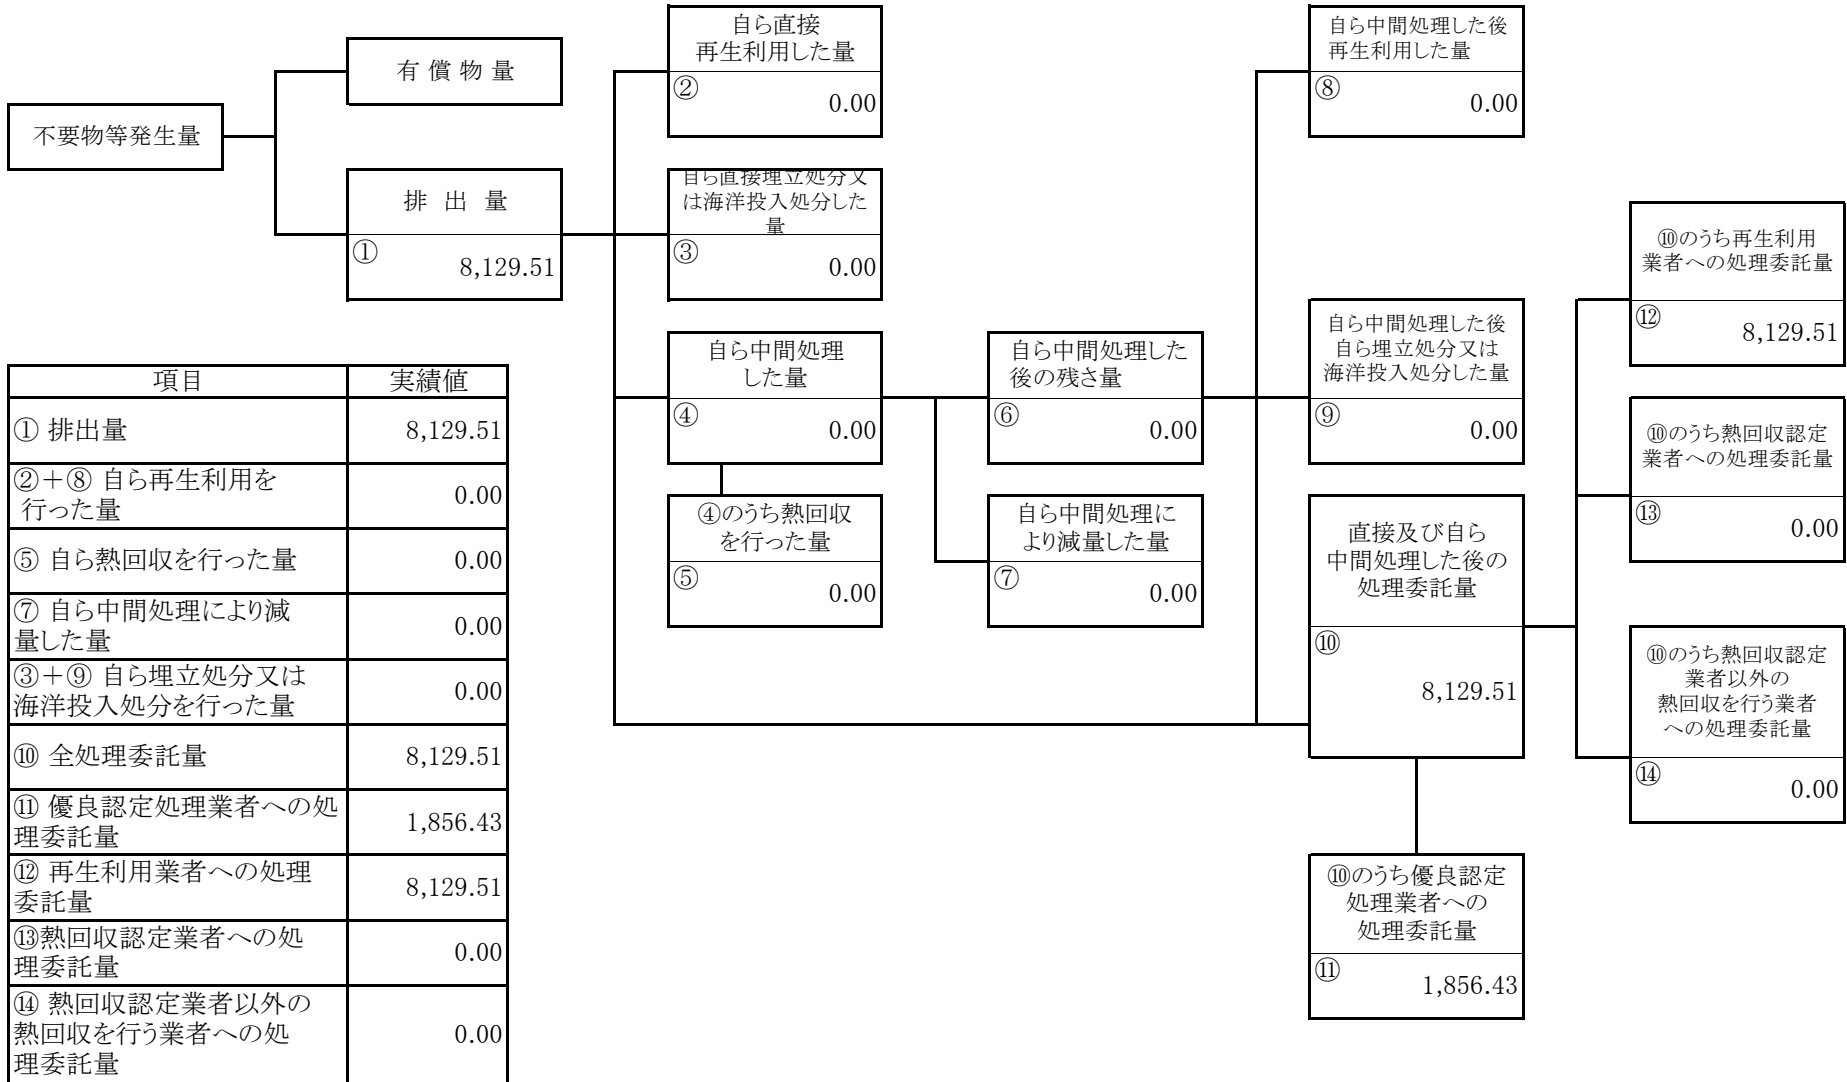 不要物等発生量
有 償 物 量
排 出 量
①
8,129.51
自ら直接
再生利用した量
②
0.00
自ら直接埋立処分又
は海洋投入処分した
量
③
0.00
自ら中間処理
した量
④
0.00
④のうち熱回収
を行った量
⑤
0.00
自ら中間処理した
後の残さ量
⑥
0.00
自ら中間処理に
より減量した量
⑦
0.00
自ら中間処理した後
再生利用した量
⑧
0.00
自ら中間処理した後
自ら埋立処分又は
海洋投入処分した量
⑨
0.00
直接及び自ら
中間処理した後の
処理委託量
⑩
8,129.51
⑩のうち優良認定
処理業者への
処理委託量
⑪
1,856.43
⑩のうち再生利用
業者への処理委託量
⑫
8,129.51
⑩のうち熱回収認定
業者への処理委託量
⑬
0.00
⑩のうち熱回収認定
業者以外の
熱回収を行う業者
への処理委託量
⑭
0.00
項目 実績値
① 排出量 8,129.51
②+⑧ 自ら再生利用を
行った量 0.00
⑤ 自ら熱回収を行った量 0.00
⑦ 自ら中間処理により減
量した量 0.00
③+⑨ 自ら埋立処分又は
海洋投入処分を行った量 0.00
⑩ 全処理委託量 8,129.51
⑪ 優良認定処理業者への処
理委託量 1,856.43
⑫ 再生利用業者への処理
委託量 8,129.51
⑬熱回収認定業者への処
理委託量 0.00
⑭ 熱回収認定業者以外の
熱回収を行う業者への処
理委託量 0.00